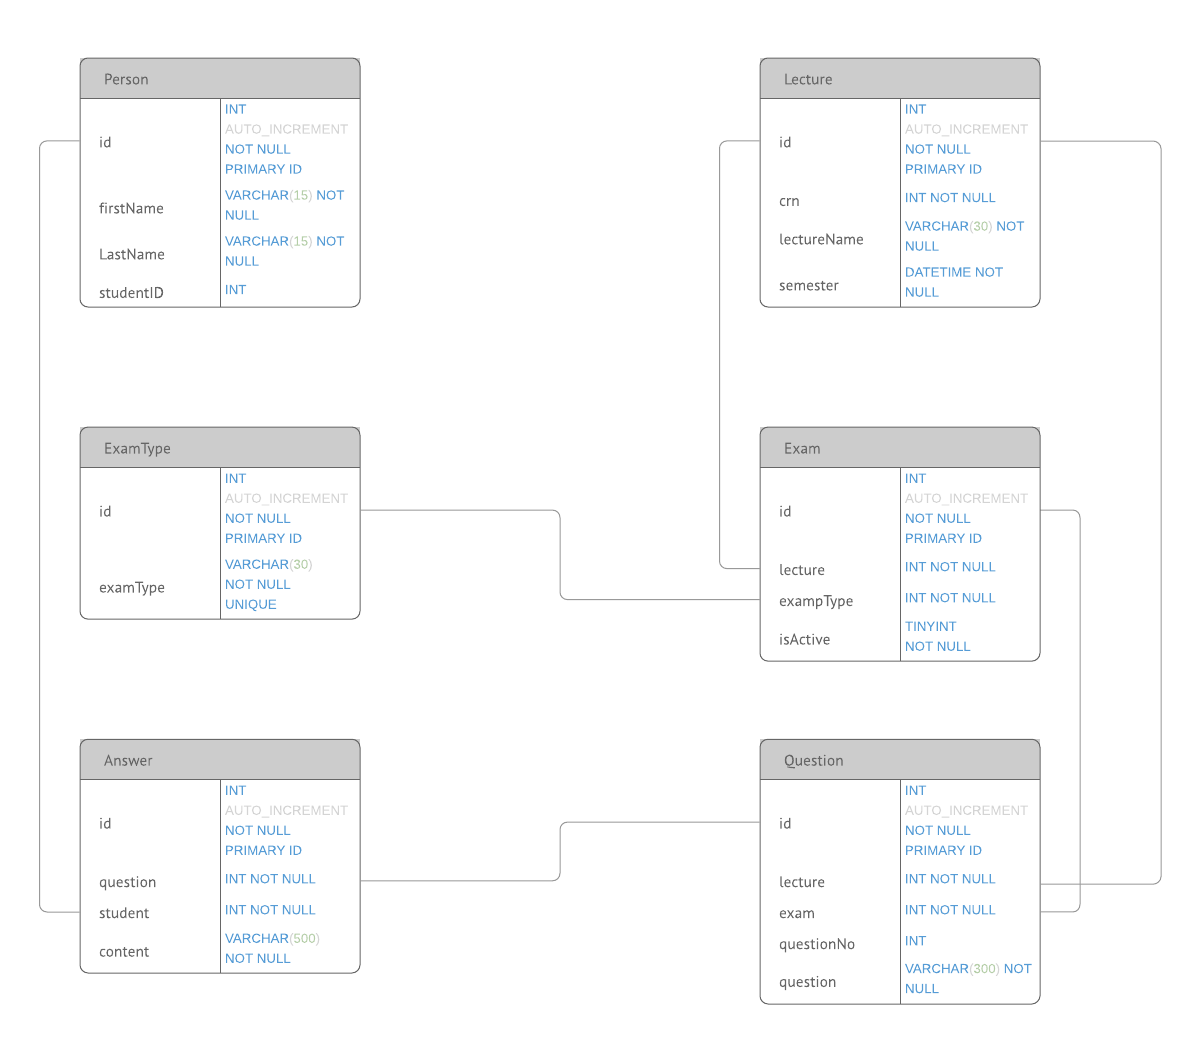 Person
id
INT
AUTO_INCREMENT
NOT NULL
PRIMARY ID
firstName
VARCHAR(15) NOT
NULL
LastName
VARCHAR(15) NOT
NULL
studentID
INT
Lecture
id
INT
AUTO_INCREMENT
NOT NULL
PRIMARY ID
crn
INT NOT NULL
lectureName
VARCHAR(30) NOT
NULL
semester
DATETIME NOT
NULL
ExamType
id
INT
AUTO_INCREMENT
NOT NULL
PRIMARY ID
examType
VARCHAR(30)
NOT NULL
UNIQUE
Exam
id
INT
AUTO_INCREMENT
NOT NULL
PRIMARY ID
lecture
INT NOT NULL
exampType
INT NOT NULL
isActive
TINYINT
NOT NULL
Answer
id
INT
AUTO_INCREMENT
NOT NULL
PRIMARY ID
question
INT NOT NULL
student
INT NOT NULL
content
VARCHAR(500)
NOT NULL
Question
id
INT
AUTO_INCREMENT
NOT NULL
PRIMARY ID
lecture
INT NOT NULL
exam
INT NOT NULL
questionNo
INT
question
VARCHAR(300) NOT
NULL